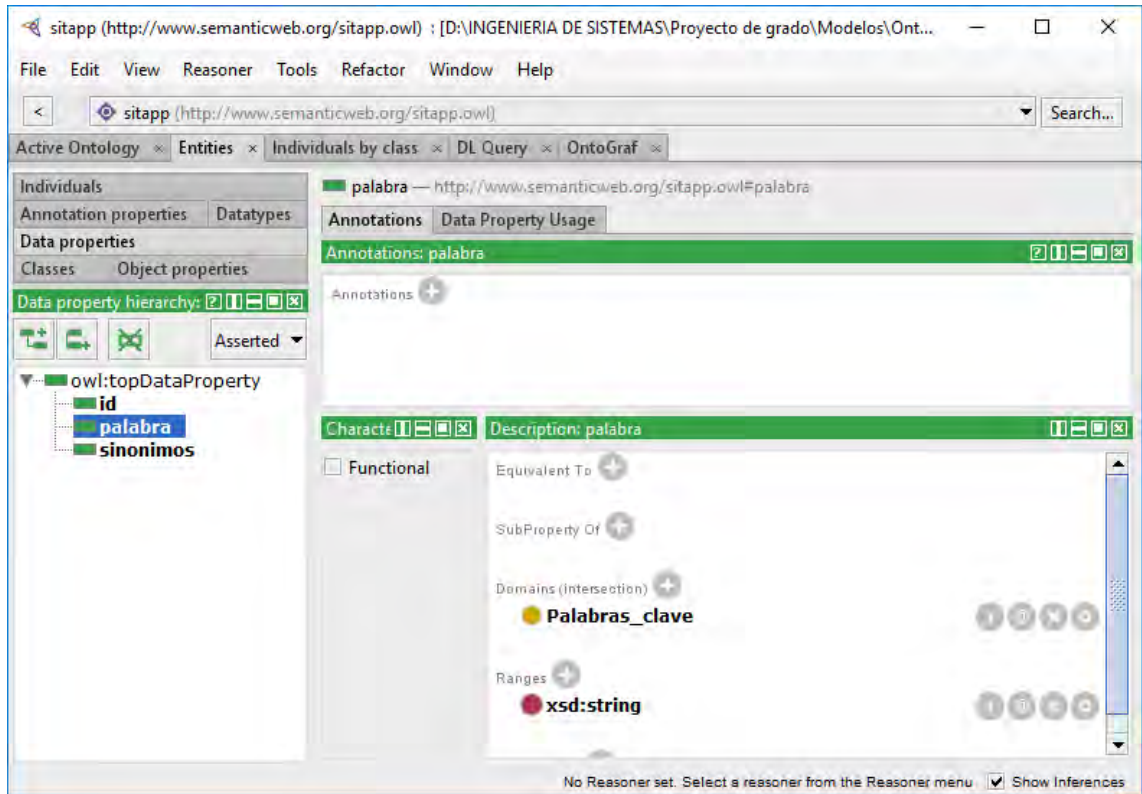 sitapp (http://www.semanticweb.org/sitapp.owl) : [D:\INGENIERIA DE SISTEMAS\Proyecto de grado\Modelos\Ont...
File Edit View Reasoner Tools Refactor Window Help
< sitapp (http://www.semanticweb.org/sitapp.owl) Search...
Active Ontology Entities Individuals by class DL Query OntoGraf
Individuals
Annotation properties Datatypes
Data properties
Classes Object properties
Data property hierarchy:
Asserted
owl:topDataProperty
id
palabra
sinonimos
palabra — http://www.semanticweb.org/sitapp.owl#palabra
Annotations Data Property Usage
Annotations: palabra
Annotations
Characte
Functional
Description: palabra
Equivalent To
SubProperty Of
Domains (intersection)
Palabras_clave
Ranges
xsd:string
No Reasoner set. Select a reasoner from the Reasoner menu Show Inferences